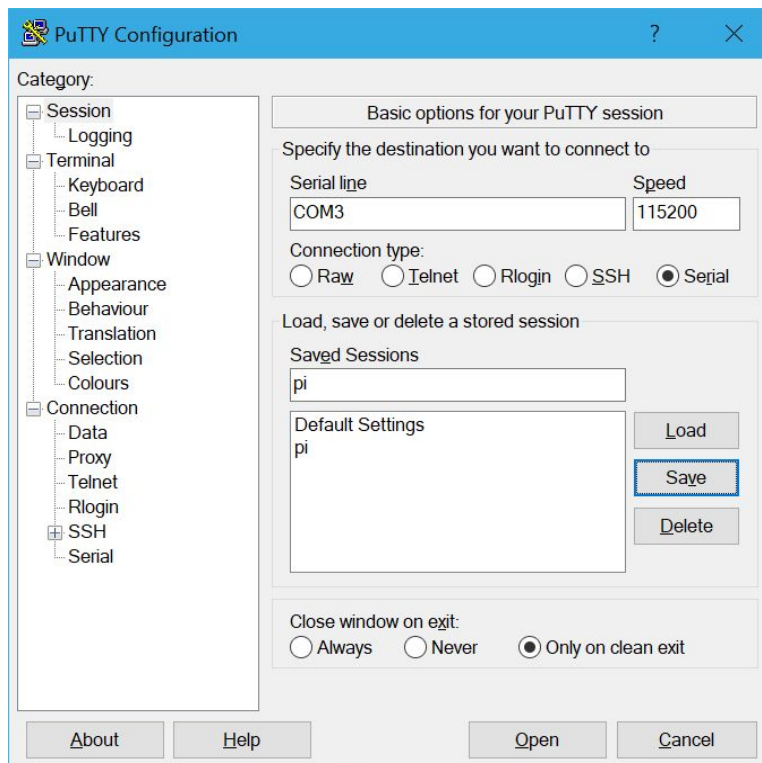 PuTTY Configuration
?
Category:
Session
Logging
Terminal
Keyboard
Bell
Features
Window
Appearance
Behaviour
Translation
Selection
Colours
Connection
Data
Proxy
Telnet
Rlogin
SSH
Serial
Basic options for your PuTTY session
Specify the destination you want to connect to
Serial line Speed
COM3 115200
Connection type:
Raw Telnet Rlogin SSH Serial
Load, save or delete a stored session
Saved Sessions
pi
Default Settings
pi
Load
Save
Delete
Close window on exit:
Always Never Only on clean exit
About Help Open Cancel